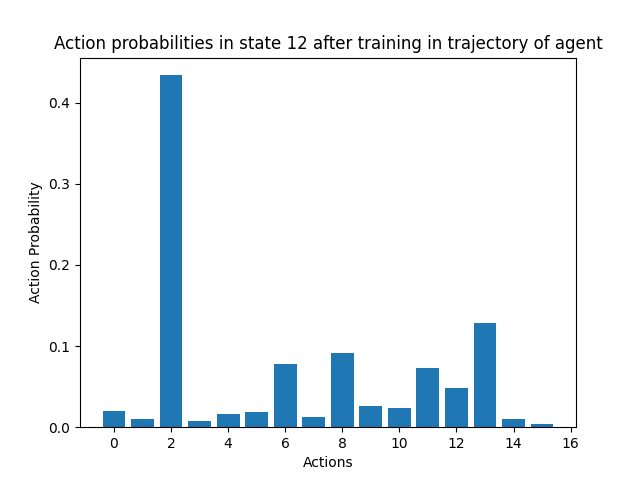 Action probabilities in state 12 after training in trajectory of agent
Action Probability
0.4
0.3
0.2
0.1
0.0
0 2 4 6 8 10 12 14 16
Actions